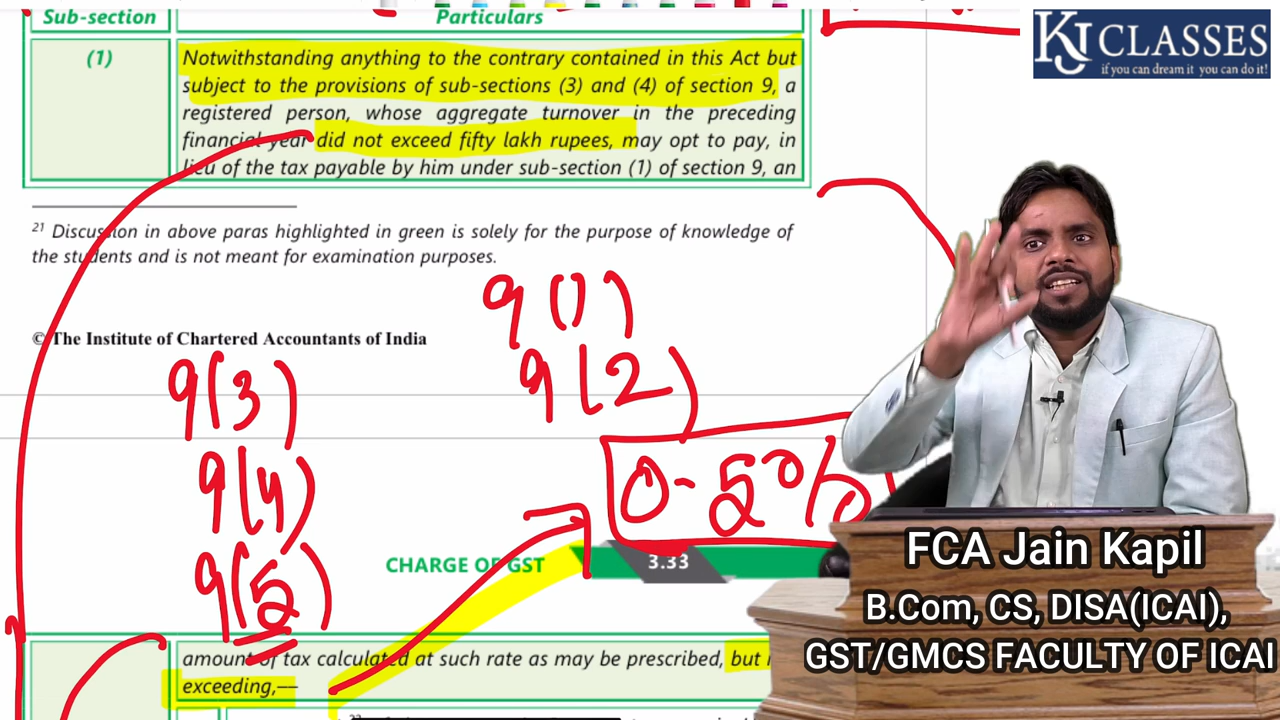 Sub-section
Particulars
KJ CLASSES
if you can dream it you can do it!
(1)
Notwithstanding anything to the contrary contained in this Act but
subject to the provisions of sub-sections (3) and (4) of section 9, a
registered person, whose aggregate turnover in the preceding
financial year did not exceed fifty lakh rupees, may opt to pay, in
lieu of the tax payable by him under sub-section (1) of section 9, an
21 Discussion in above paras highlighted in green is solely for the purpose of knowledge of
the students and is not meant for examination purposes.
9(1)
© The Institute of Chartered Accountants of India
9(2)
9(3)
9(4)
0-5%
9(5)
CHARGE OF GST
3.33
FCA Jain Kapil
B.Com, CS, DISA(ICAI),
GST/GMCS FACULTY OF ICAI
amount of tax calculated at such rate as may be prescribed, but
exceeding,—